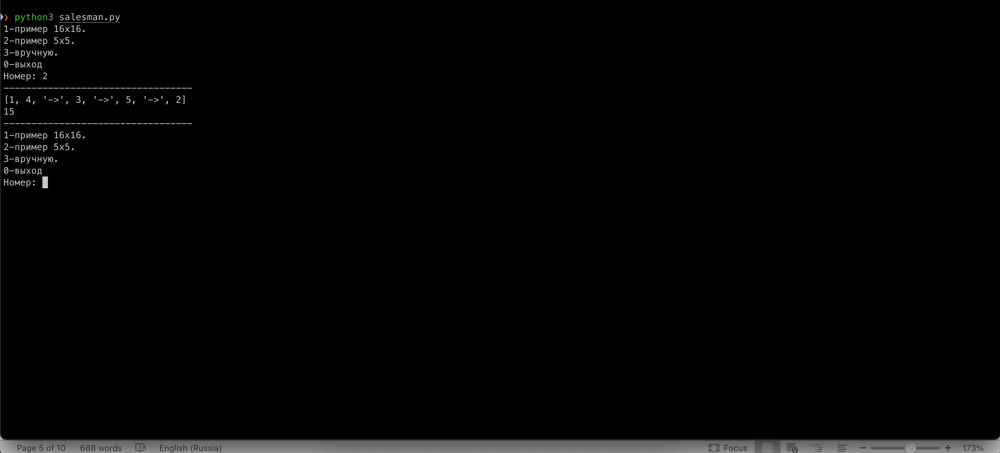 ❯ python3 salesman.py
1-пример 16x16.
2-пример 5x5.
3-вручную.
0-выход
Номер: 2
----------------------------------
[1, 4, '->', 3, '->', 5, '->', 2]
15
----------------------------------
1-пример 16x16.
2-пример 5x5.
3-вручную.
0-выход
Номер:
Page 5 of 10 688 words English (Russia) Focus 173%